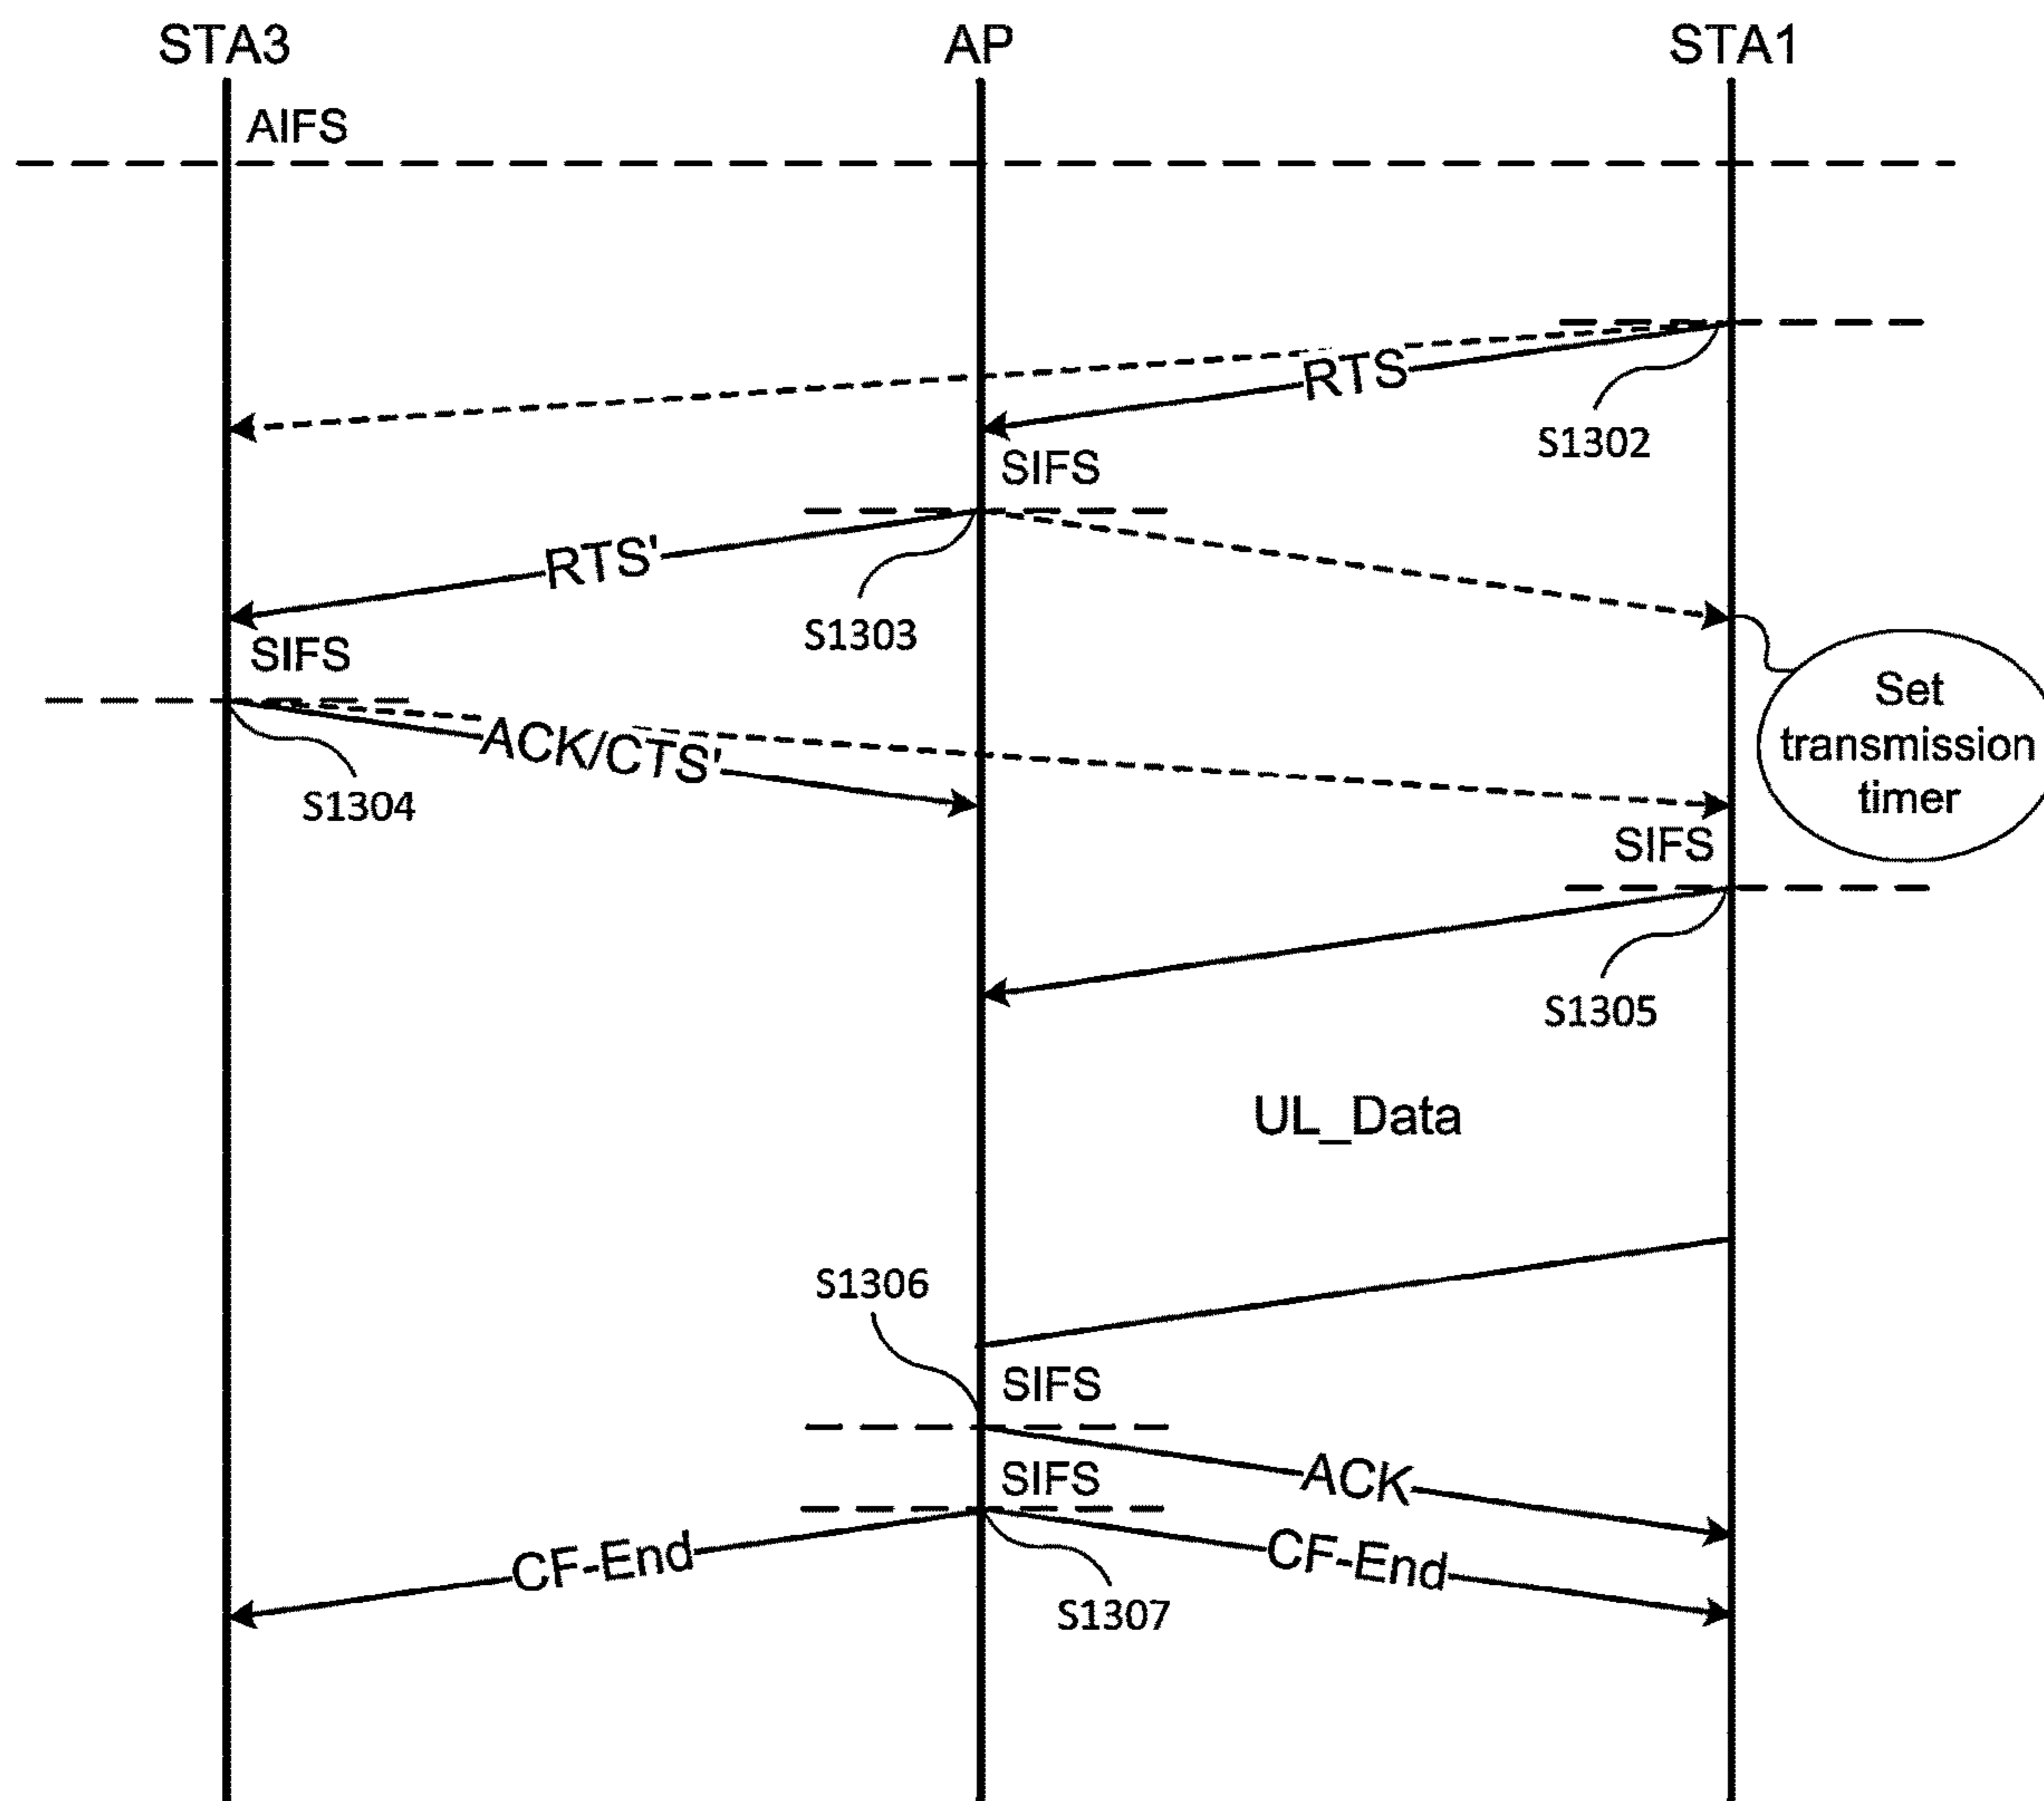 STA3
AP
STA1
AIFS
RTS
S1302
SIFS
RTS'
S1303
SIFS
Set
transmission
timer
ACK/CTS'
S1304
SIFS
S1305
UL_Data
S1306
SIFS
ACK
SIFS
CF-End
CF-End
S1307